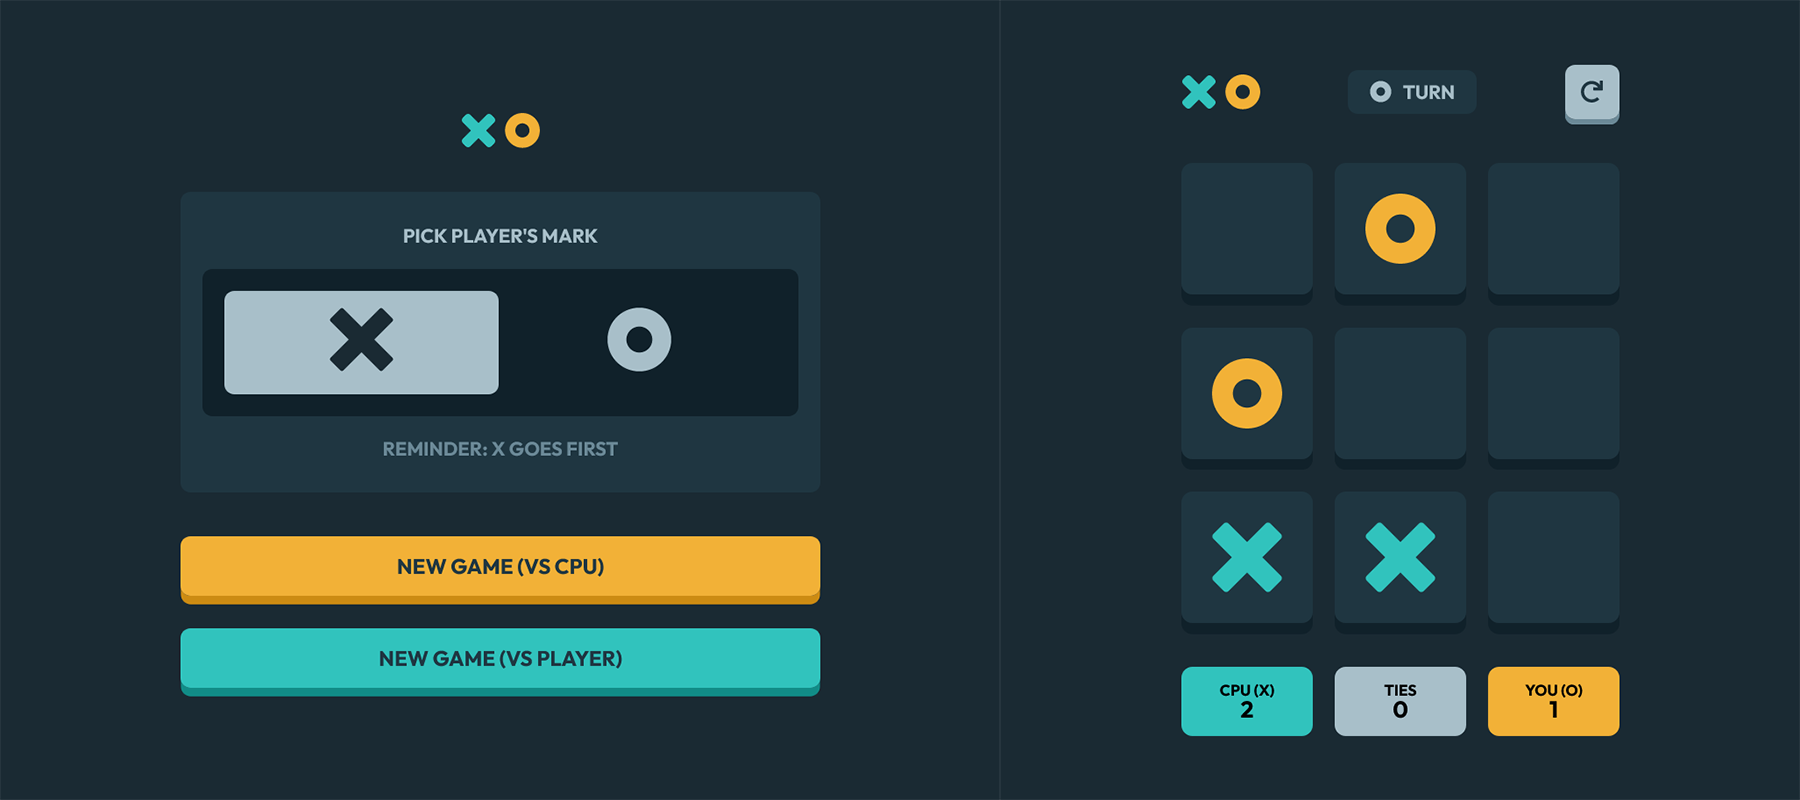 PICK PLAYER'S MARK
REMINDER: X GOES FIRST
NEW GAME (VS CPU)
NEW GAME (VS PLAYER)
TURN
CPU (X)
2
TIES
0
YOU (O)
1